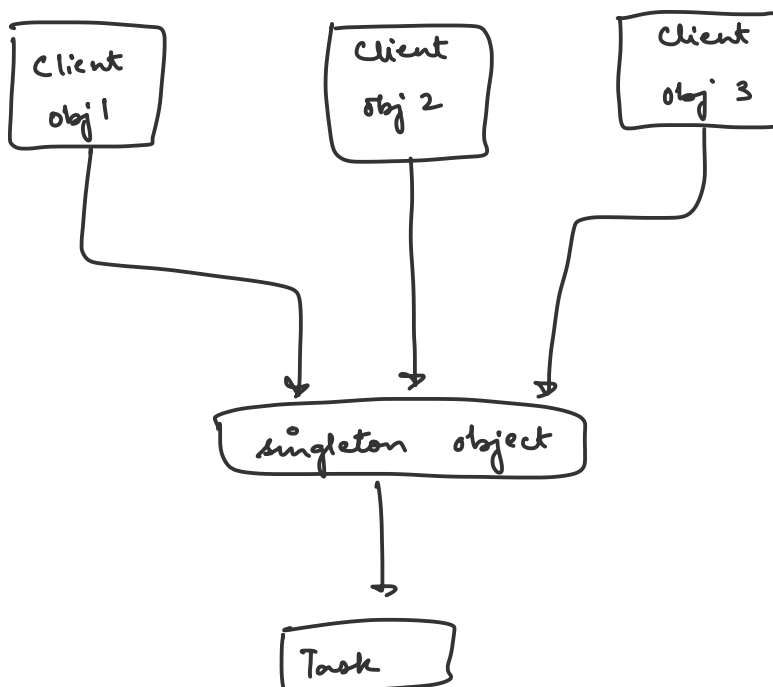 Client
obj 1
Client
obj 2
Client
obj 3
singleton object
Task